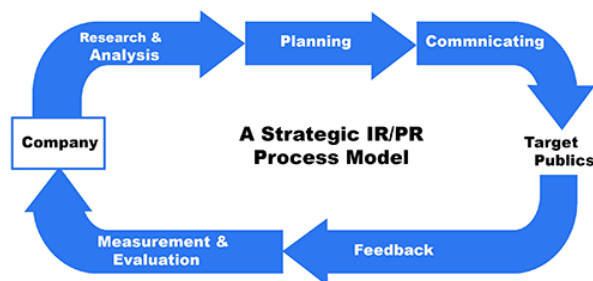 Research &
Analysis
Planning
Commnicating
Company
A Strategic IR/PR
Process Model
Target
Publics
Measurement &
Evaluation
Feedback